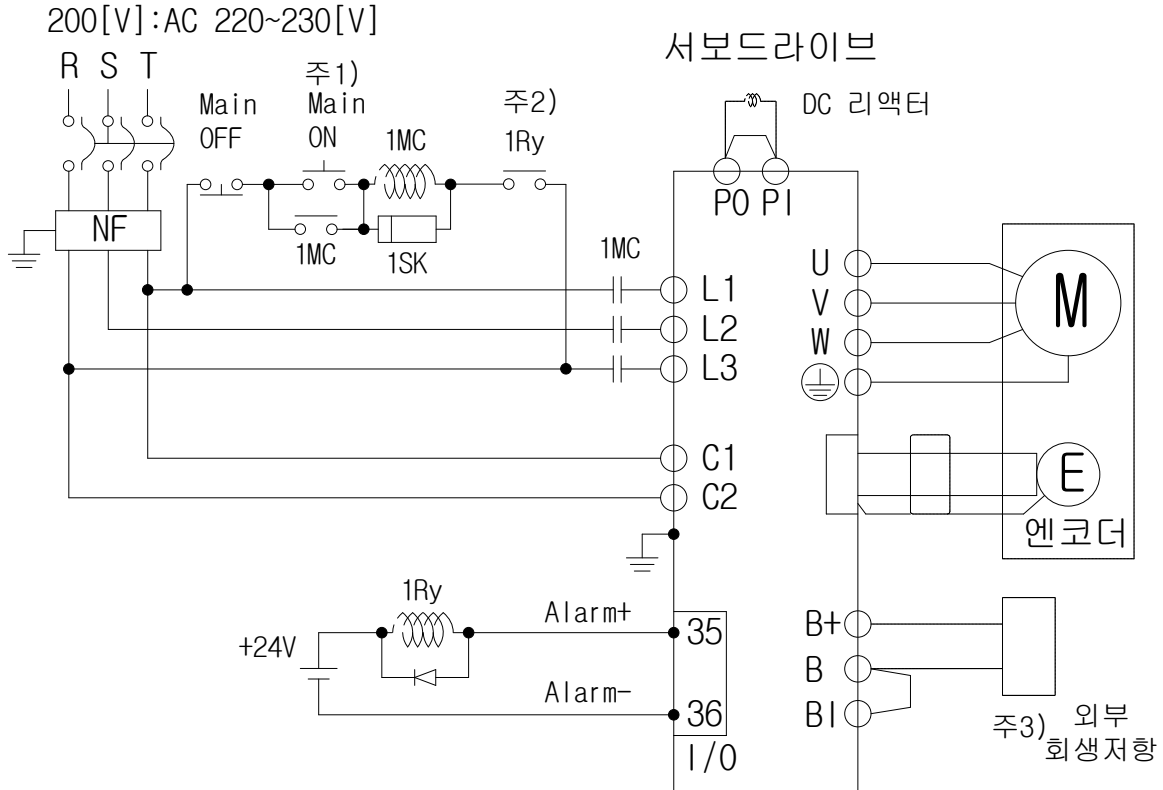 200[V]:AC 220~230[V]
R S T
Main
OFF
주1)
Main
ON
1MC
주2)
1Ry
서보드라이브
DC 리액터
PO PI
NF
1MC
1SK
1MC
L1
L2
L3
C1
C2
U
V
W
M
E
엔코더
1Ry
+24V
Alarm+
35
Alarm-
36
I/O
B+
B
BI
주3) 외부
회생저항